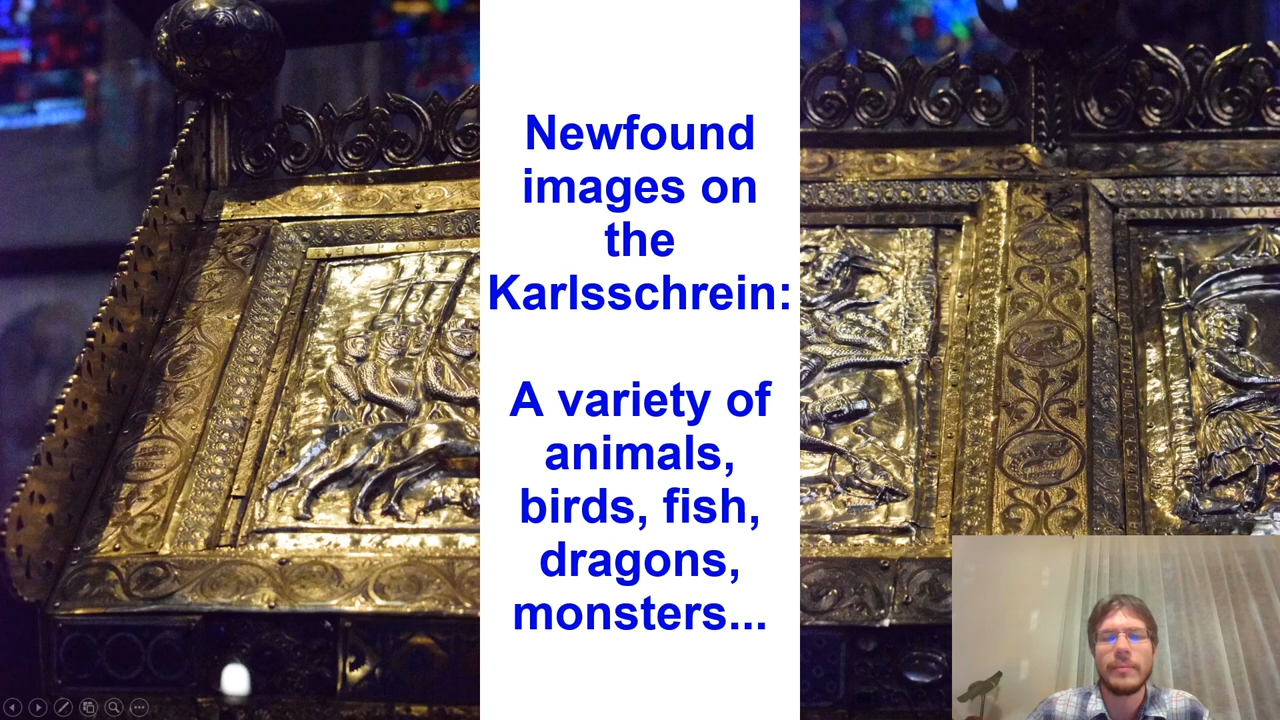 Newfound
images on
the
Karlsschrein:
A variety of
animals,
birds, fish,
dragons,
monsters...